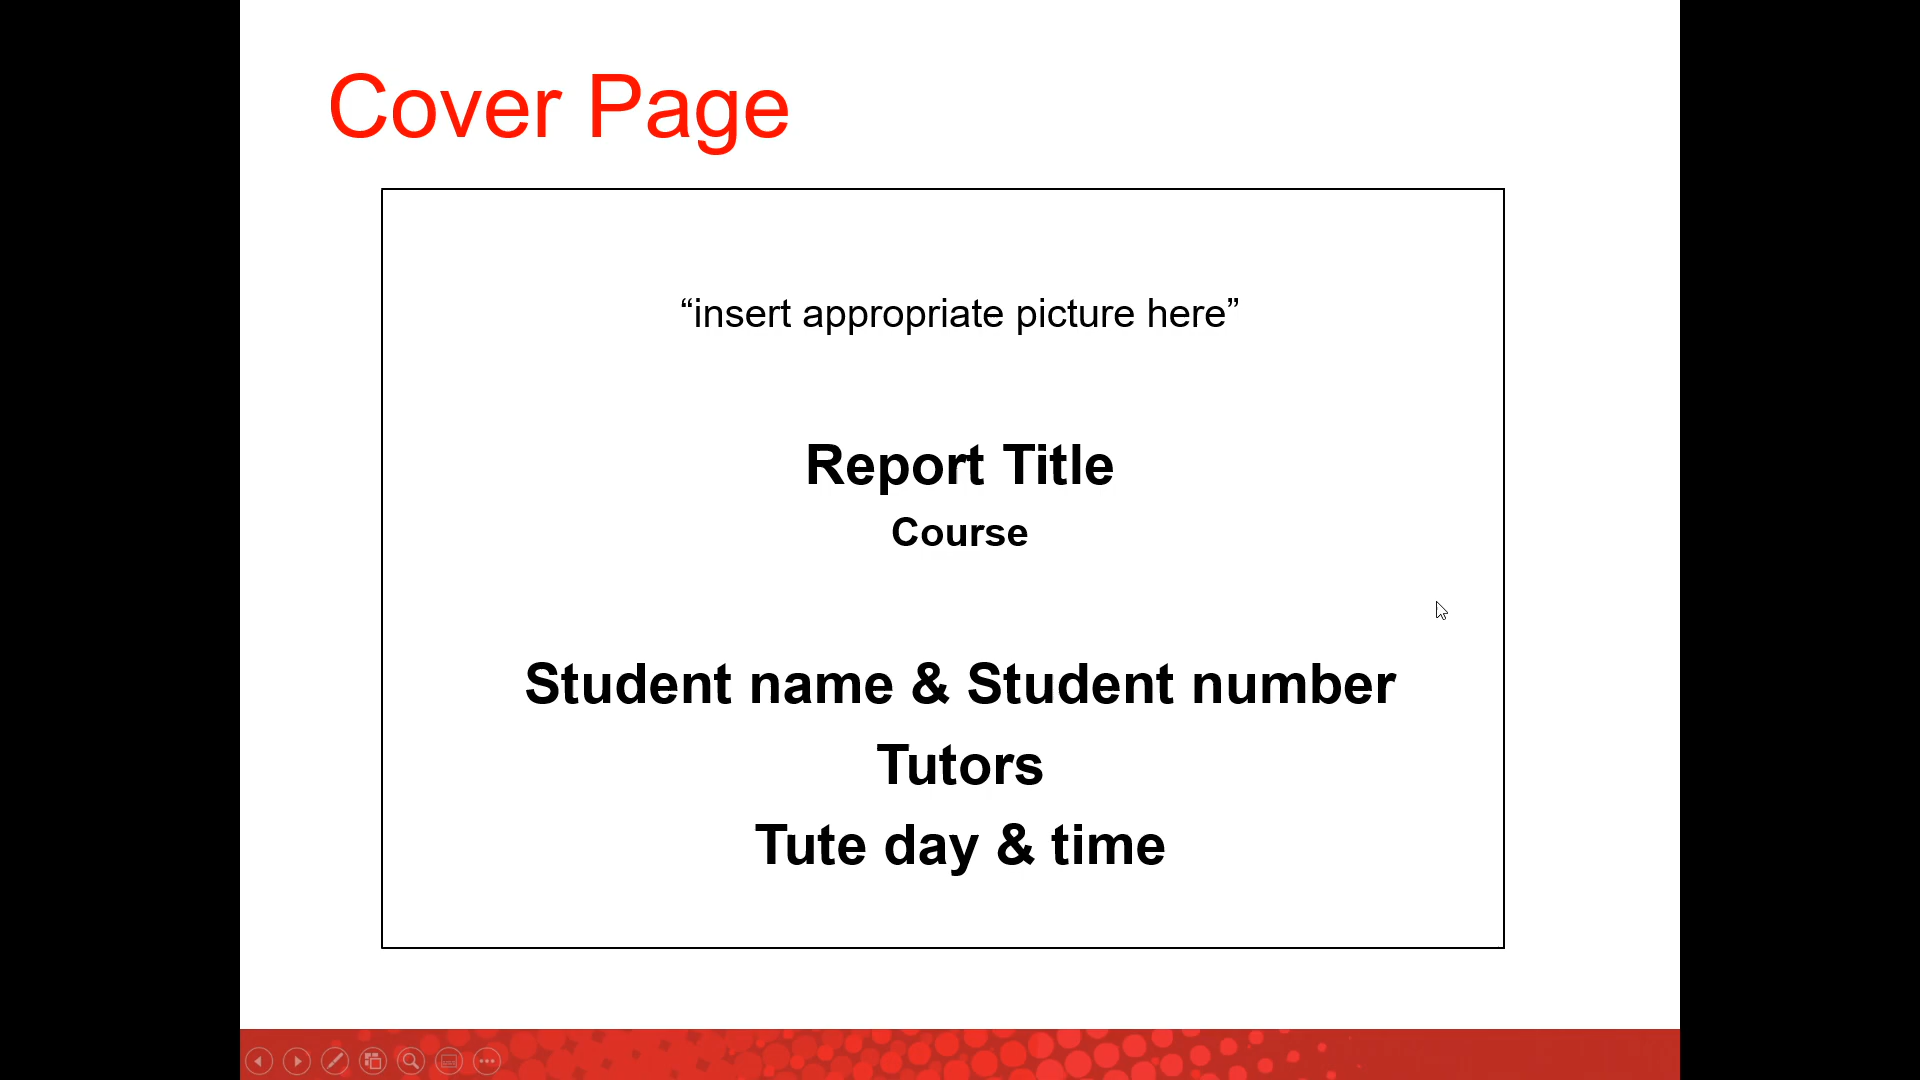 Cover Page
“insert appropriate picture here”
Report Title
Course
Student name & Student number
Tutors
Tute day & time